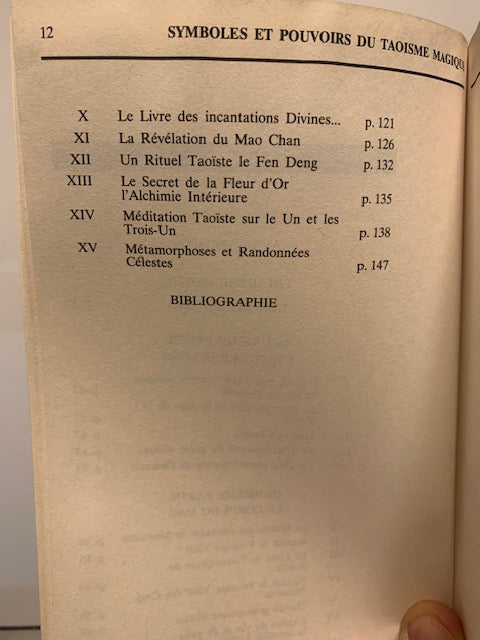 12 SYMBOLES ET POUVOIRS DU TAOISME MAGIQUE
X Le Livre des incantations Divines... p. 121
XI La Révélation du Mao Chan p. 126
XII Un Rituel Taoïste le Fen Deng p. 132
XIII Le Secret de la Fleur d'Or
l'Alchimie Intérieure p. 135
XIV Méditation Taoïste sur le Un et les
Trois-Un p. 138
XV Métamorphoses et Randonnées
Célestes p. 147
BIBLIOGRAPHIE